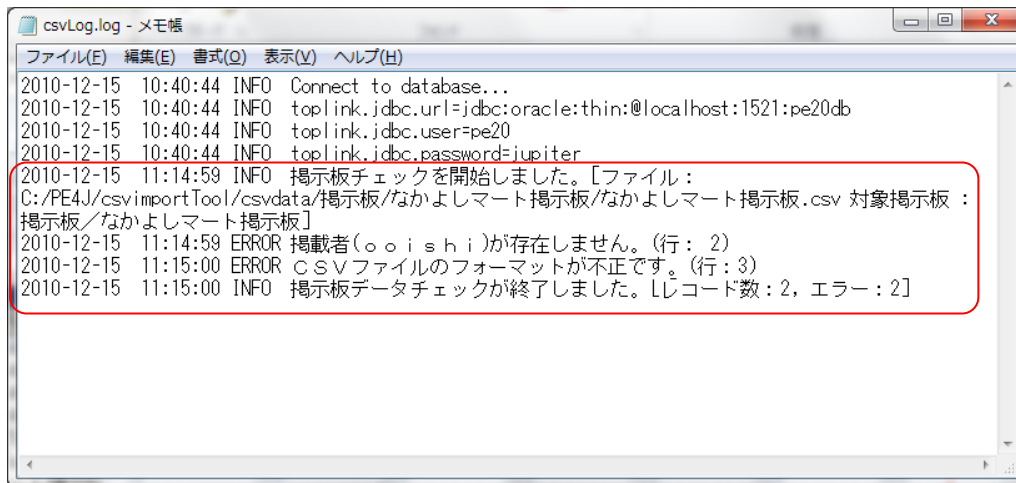 csvLog.log - メモ帳
ファイル(F) 編集(E) 書式(O) 表示(V) ヘルプ(H)
2010-12-15 10:40:44 INFO Connect to database...
2010-12-15 10:40:44 INFO toplink.jdbc.url=jdbc:oracle:thin:@localhost:1521:pe20db
2010-12-15 10:40:44 INFO toplink.jdbc.user=pe20
2010-12-15 10:40:44 INFO toplink.jdbc.password=jupiter
2010-12-15 11:14:59 INFO 掲示板チェックを開始しました。[ファイル：
C:/PE4J/csvimportTool/csvdata/掲示板/なかよしマート掲示板/なかよしマート掲示板.csv 対象掲示板：
掲示板／なかよしマート掲示板]
2010-12-15 11:14:59 ERROR 掲載者(ｏｏｉｓｈｉ)が存在しません。(行： 2)
2010-12-15 11:15:00 ERROR ＣＳＶファイルのフォーマットが不正です。(行：3)
2010-12-15 11:15:00 INFO 掲示板データチェックが終了しました。[レコード数：2, エラー：2]